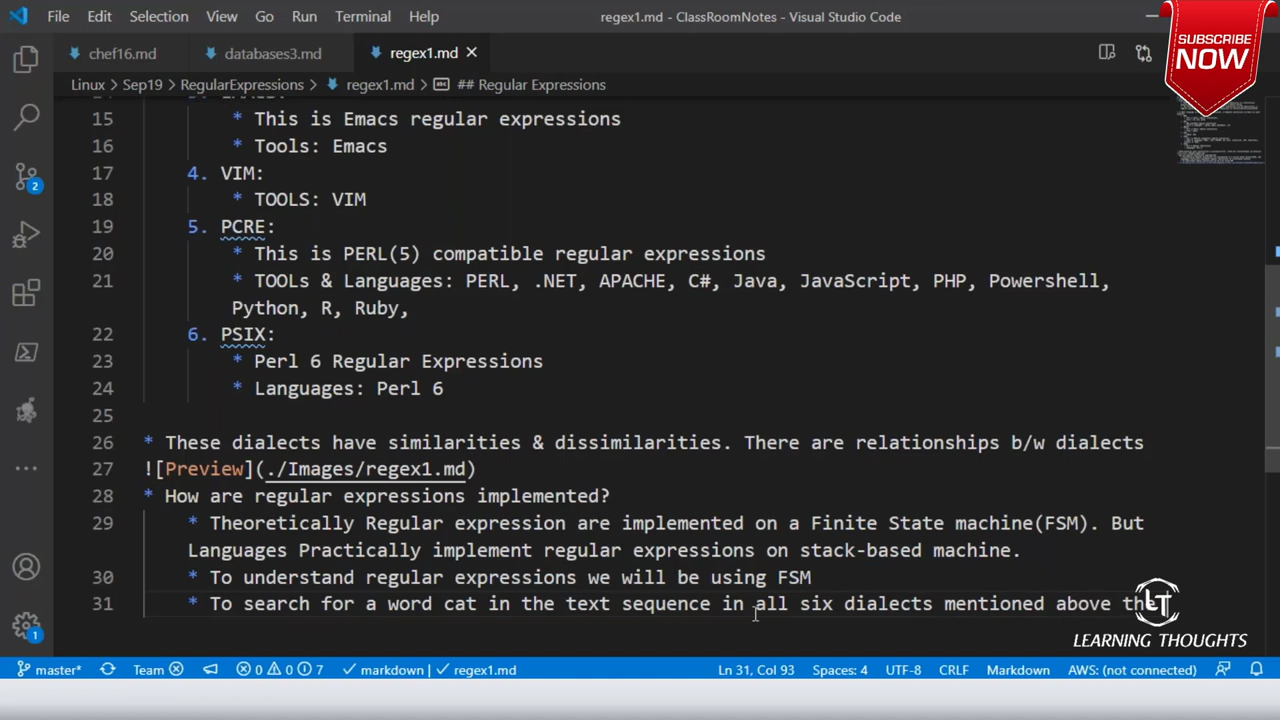 File Edit Selection View Go Run Terminal Help regex1.md - ClassRoomNotes - Visual Studio Code
SUBSCRIBE
NOW
chef16.md databases3.md regex1.md
Linux > Sep19 > RegularExpressions > regex1.md > ## Regular Expressions
15 * This is Emacs regular expressions
16 * Tools: Emacs
17 4. VIM:
18 * TOOLS: VIM
19 5. PCRE:
20 * This is PERL(5) compatible regular expressions
21 * TOOLs & Languages: PERL, .NET, APACHE, C#, Java, JavaScript, PHP, Powershell,
Python, R, Ruby,
22 6. PSIX:
23 * Perl 6 Regular Expressions
24 * Languages: Perl 6
25
26 * These dialects have similarities & dissimilarities. There are relationships b/w dialects
27 ![Preview](./Images/regex1.md)
28 * How are regular expressions implemented?
29 * Theoretically Regular expression are implemented on a Finite State machine(FSM). But
Languages Practically implement regular expressions on stack-based machine.
30 * To understand regular expressions we will be using FSM
31 * To search for a word cat in the text sequence in all six dialects mentioned above the
LT
LEARNING THOUGHTS
2
1
master* Team 0 0 7 markdown | regex1.md Ln 31, Col 93 Spaces: 4 UTF-8 CRLF Markdown AWS: (not connected)